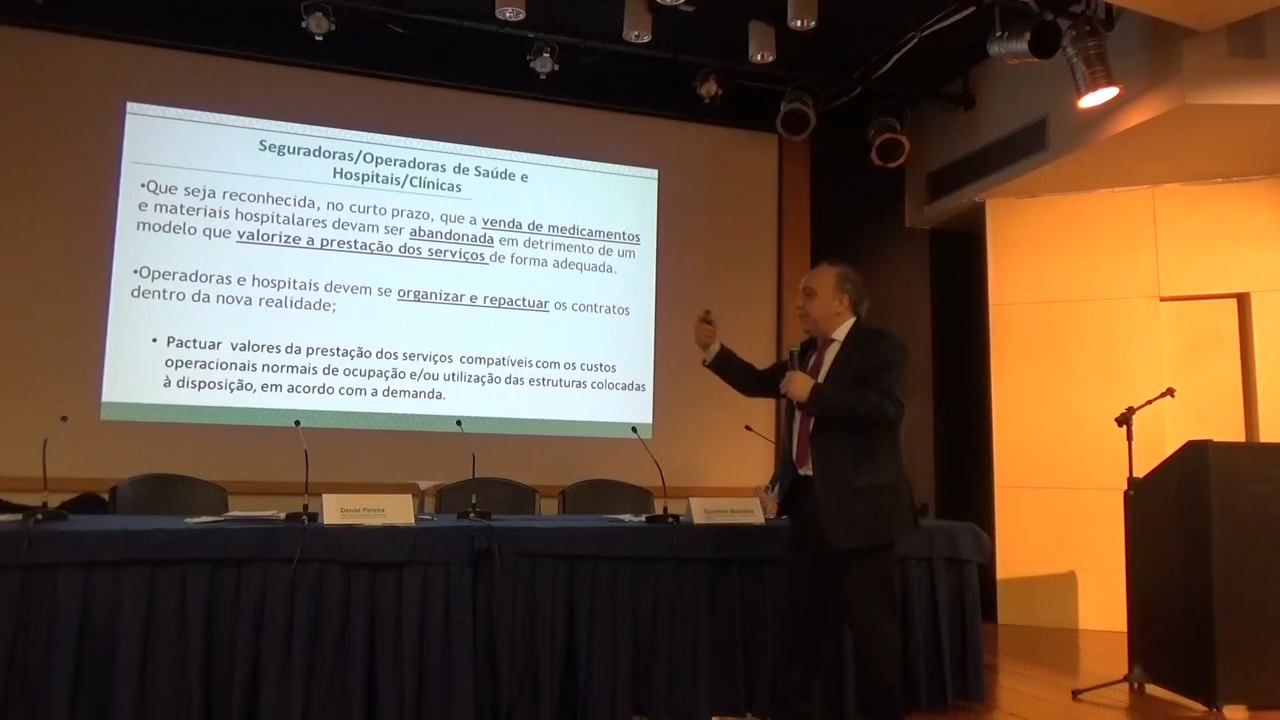 Seguradoras/Operadoras de Saúde e
Hospitais/Clínicas
•Que seja reconhecida, no curto prazo, que a venda de medicamentos
e materiais hospitalares devam ser abandonada em detrimento de um
modelo que valorize a prestação dos serviços de forma adequada.
•Operadoras e hospitais devem se organizar e repactuar os contratos
dentro da nova realidade;
• Pactuar valores da prestação dos serviços compatíveis com os custos
operacionais normais de ocupação e/ou utilização das estruturas colocadas
à disposição, em acordo com a demanda.
Daniel Pereira